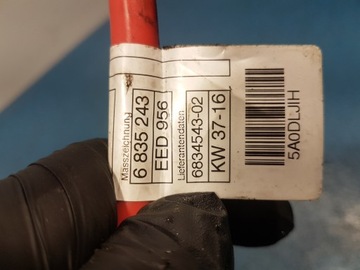 Masszeichnung
6 835 243
EED 956
Lieferantendaten
6834543-02
KW 37-16
5A0DLJIH